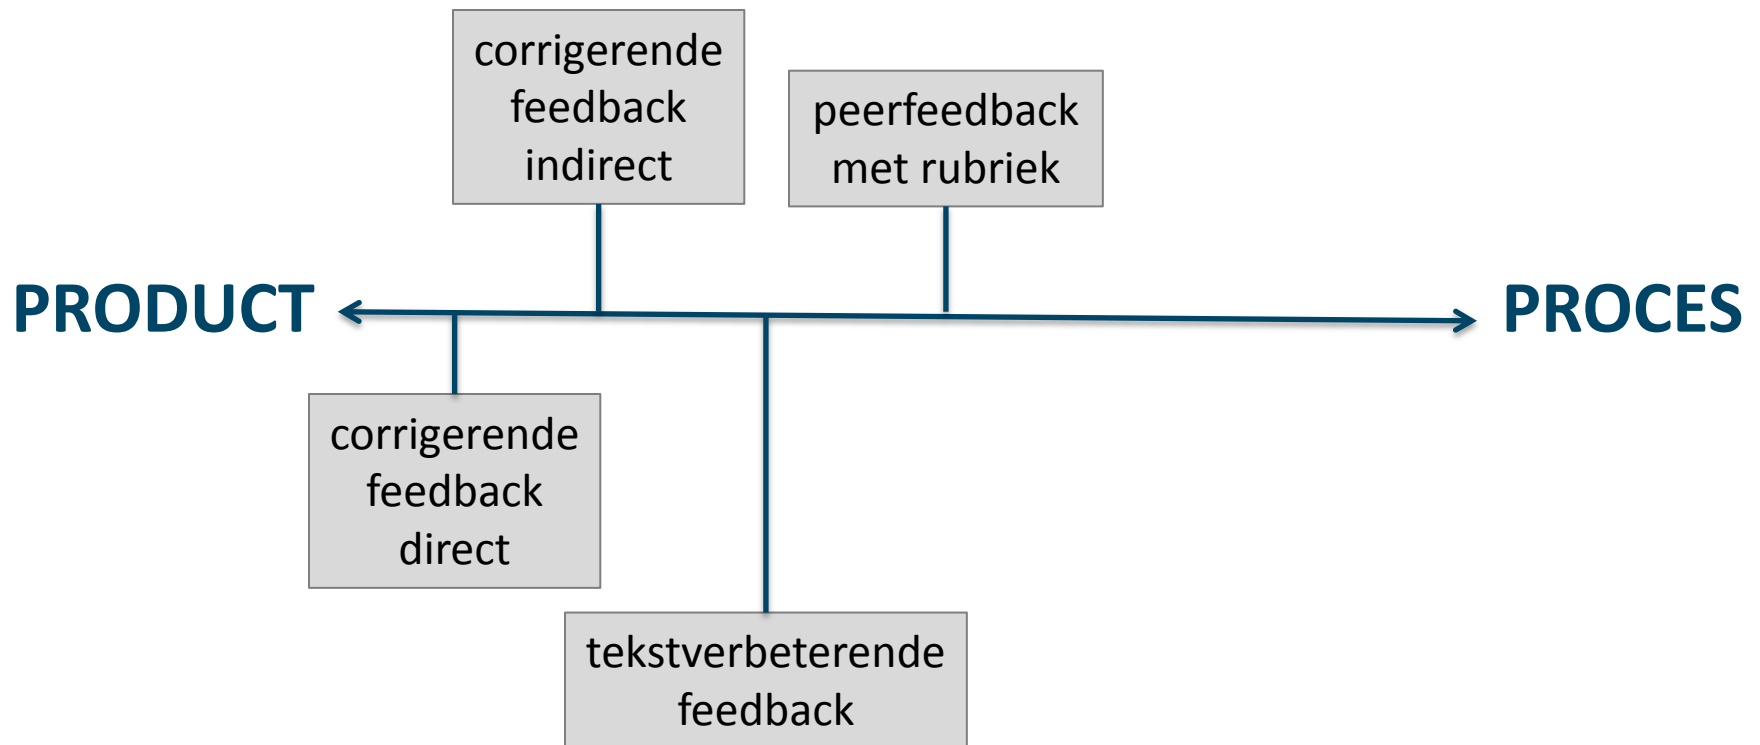 corrigerende
feedback
indirect
peerfeedback
met rubriek
PRODUCT
PROCES
corrigerende
feedback
direct
tekstverbeterende
feedback